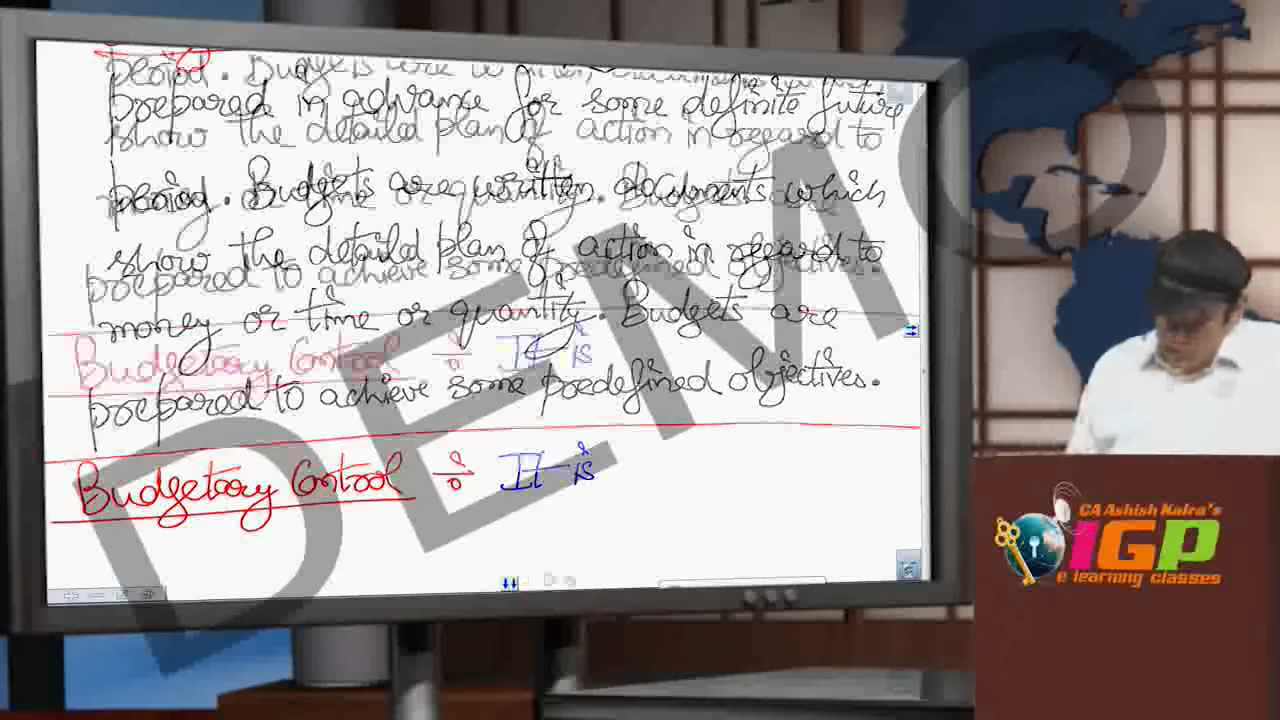 prepared in advance for some definite future
period. Budgets are written documents which
show the detailed plan of action in regard to
money or time or quantity. Budgets are
prepared to achieve some predefined objectives.
Budgetary Control : It is
DEMO
CA Ashish Kalra's
IGP
e learning classes